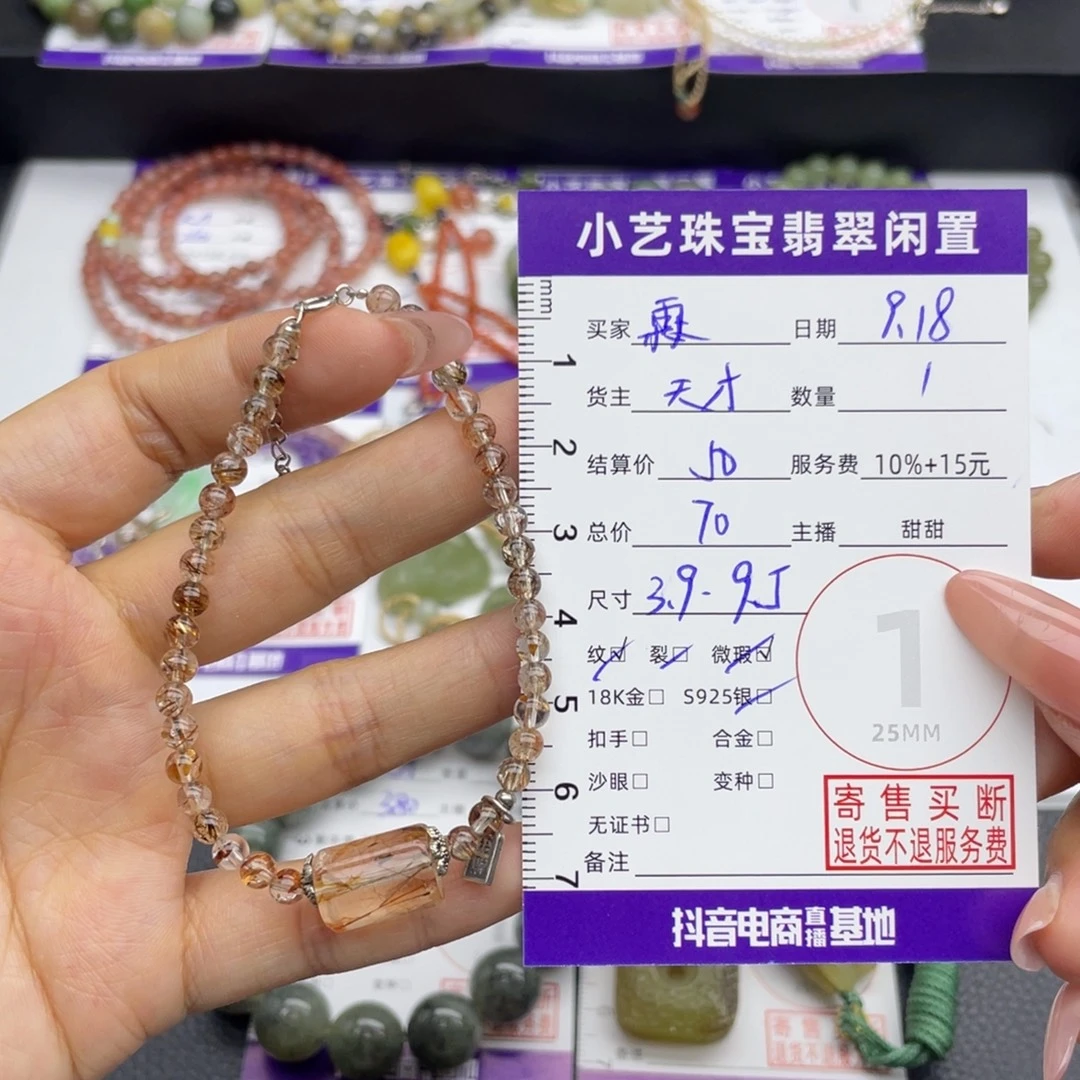 小艺珠宝翡翠闲置
买家 日期 9.18
货主 天才 数量 1
结算价 50 服务费 10%+15元
总价 70 主播 甜甜
尺寸 3.9-9.5
纹☑ 裂□ 微瑕☑
18K金□ S925银□
扣手□ 合金□
沙眼□ 变种□
无证书□
备注
mm
1
2
3
4
5
6
7
1
25MM
寄售买断
退货不退服务费
抖音电商直播基地